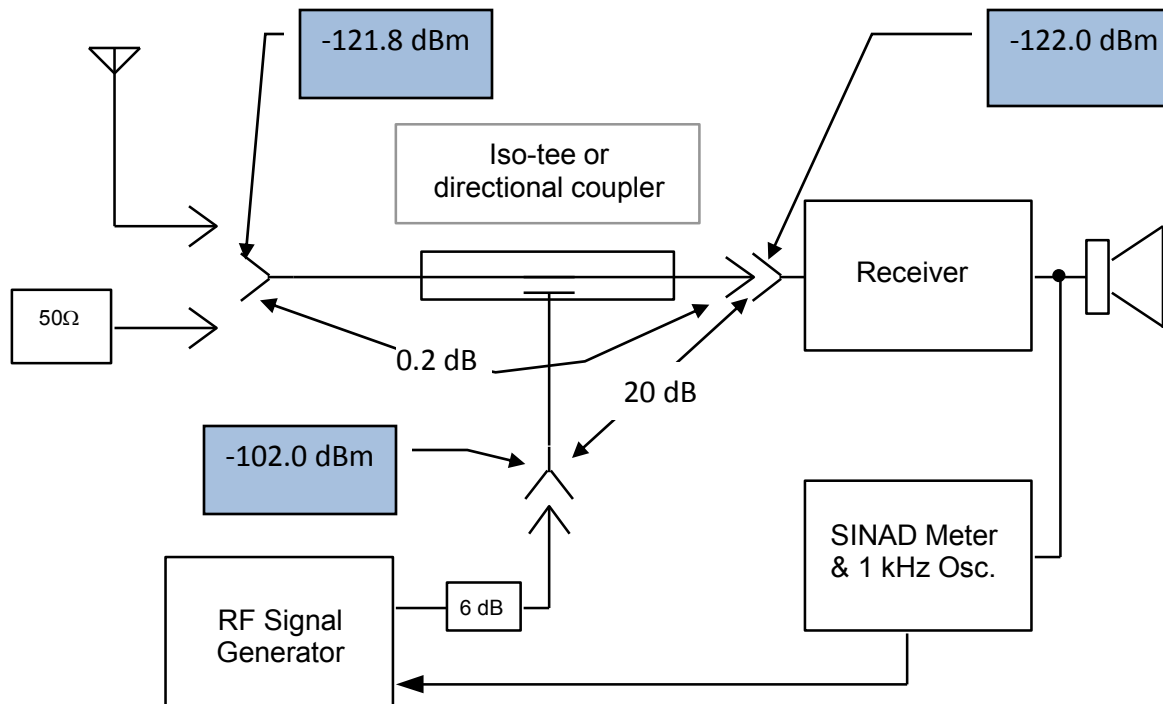 -121.8 dBm
-122.0 dBm
Iso-tee or
directional coupler
Receiver
50Ω
0.2 dB
20 dB
-102.0 dBm
SINAD Meter
& 1 kHz Osc.
6 dB
RF Signal
Generator